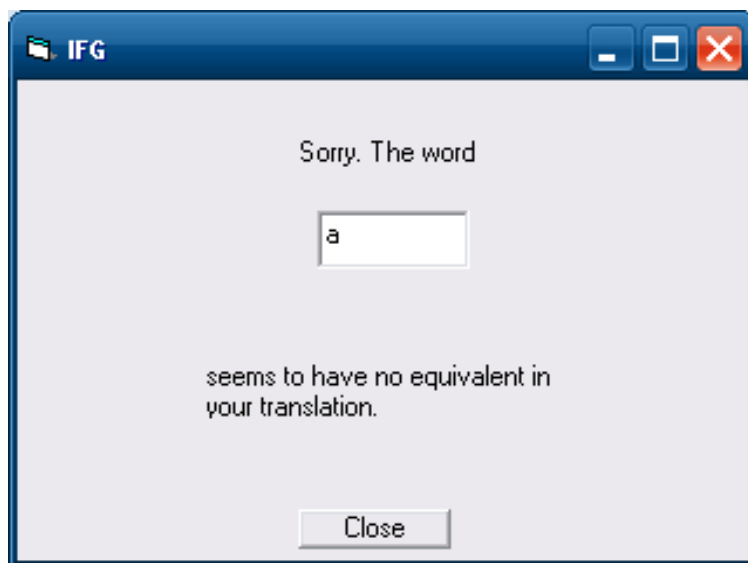 IFG
Sorry. The word
a
seems to have no equivalent in
your translation.
Close